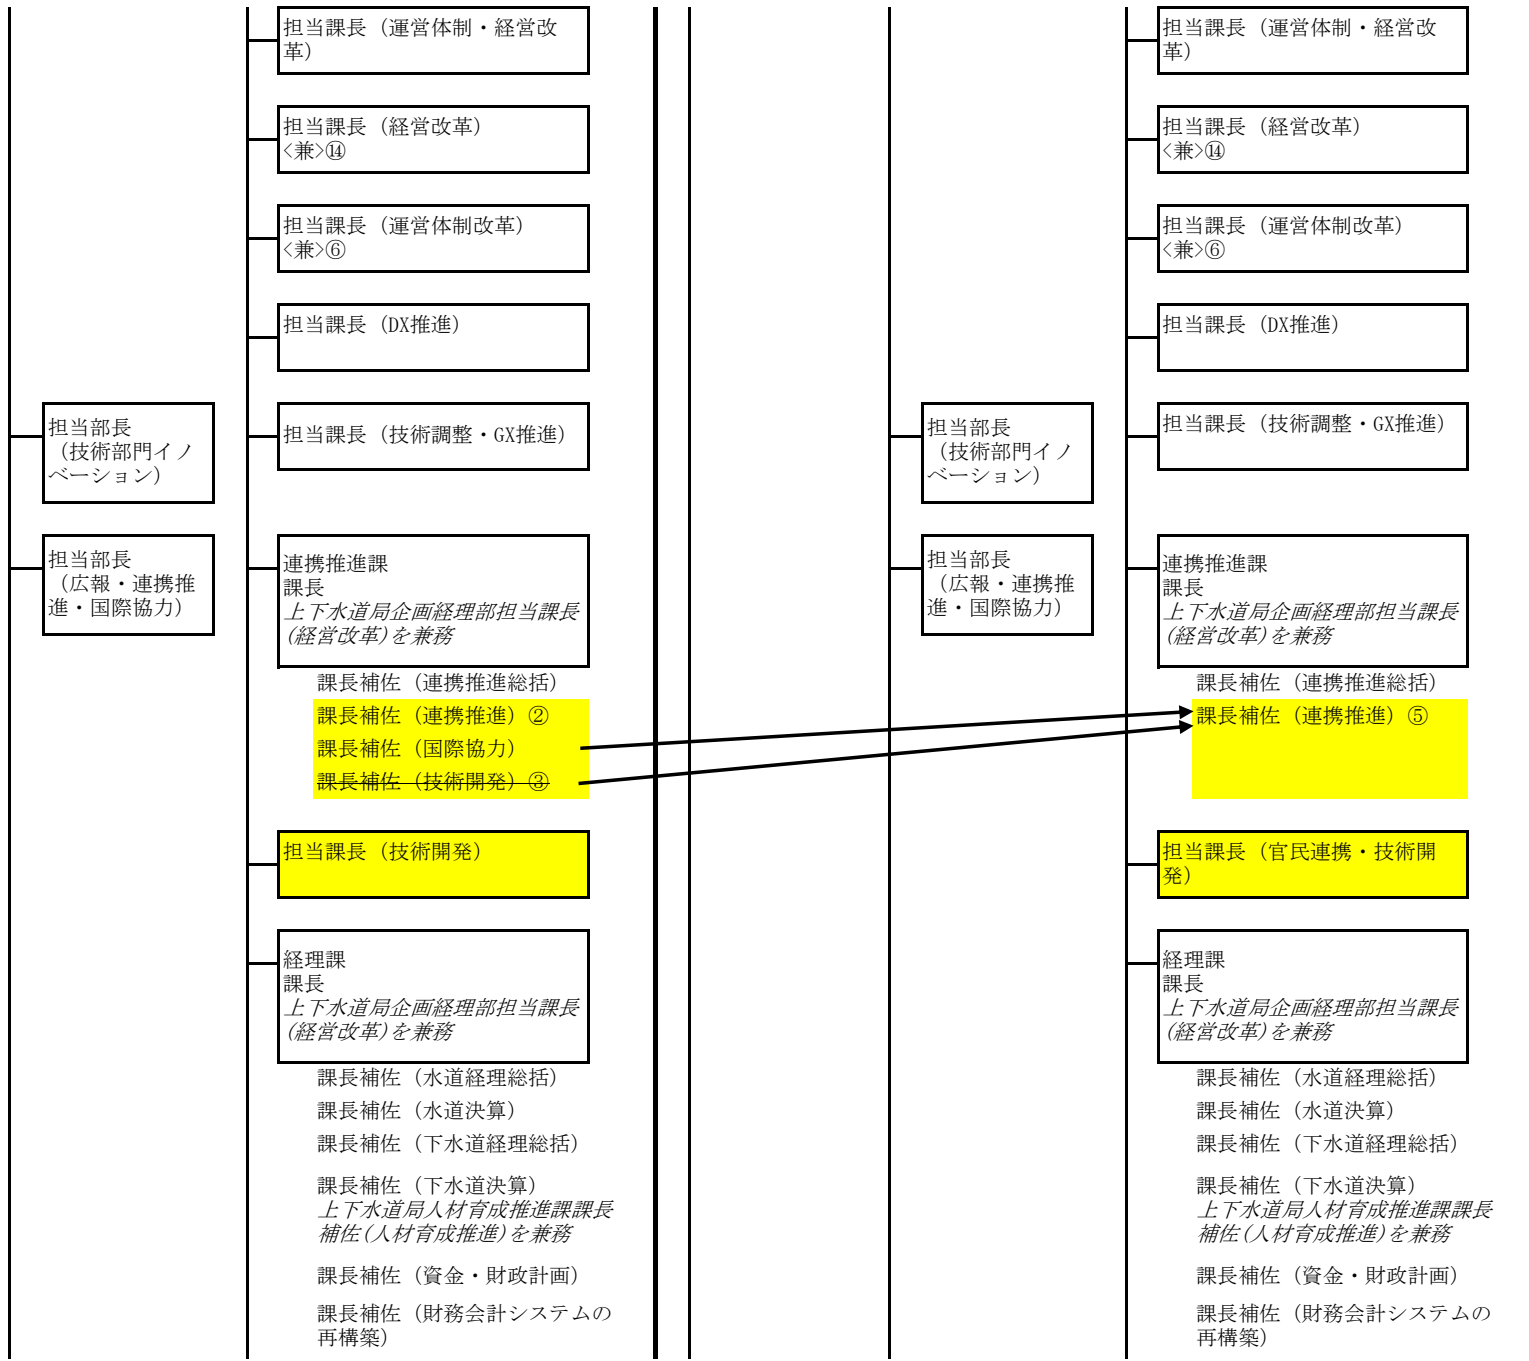 担当課長（運営体制・経営改
革）
担当課長（経営改革）
<兼>⑭
担当課長（運営体制改革）
<兼>⑥
担当課長（DX推進）
担当部長
（技術部門イノ
ベーション）
担当課長（技術調整・GX推進）
担当部長
（広報・連携推
進・国際協力）
連携推進課
課長
上下水道局企画経理部担当課長
(経営改革)を兼務
課長補佐（連携推進総括）
課長補佐（連携推進）②
課長補佐（国際協力）
課長補佐（技術開発）③
担当課長（技術開発）
経理課
課長
上下水道局企画経理部担当課長
(経営改革)を兼務
課長補佐（水道経理総括）
課長補佐（水道決算）
課長補佐（下水道経理総括）
課長補佐（下水道決算）
上下水道局人材育成推進課課長
補佐(人材育成推進)を兼務
課長補佐（資金・財政計画）
課長補佐（財務会計システムの
再構築）
担当課長（運営体制・経営改
革）
担当課長（経営改革）
<兼>⑭
担当課長（運営体制改革）
<兼>⑥
担当課長（DX推進）
担当部長
（技術部門イノ
ベーション）
担当課長（技術調整・GX推進）
担当部長
（広報・連携推
進・国際協力）
連携推進課
課長
上下水道局企画経理部担当課長
(経営改革)を兼務
課長補佐（連携推進総括）
課長補佐（連携推進）⑤
担当課長（官民連携・技術開
発）
経理課
課長
上下水道局企画経理部担当課長
(経営改革)を兼務
課長補佐（水道経理総括）
課長補佐（水道決算）
課長補佐（下水道経理総括）
課長補佐（下水道決算）
上下水道局人材育成推進課課長
補佐(人材育成推進)を兼務
課長補佐（資金・財政計画）
課長補佐（財務会計システムの
再構築）